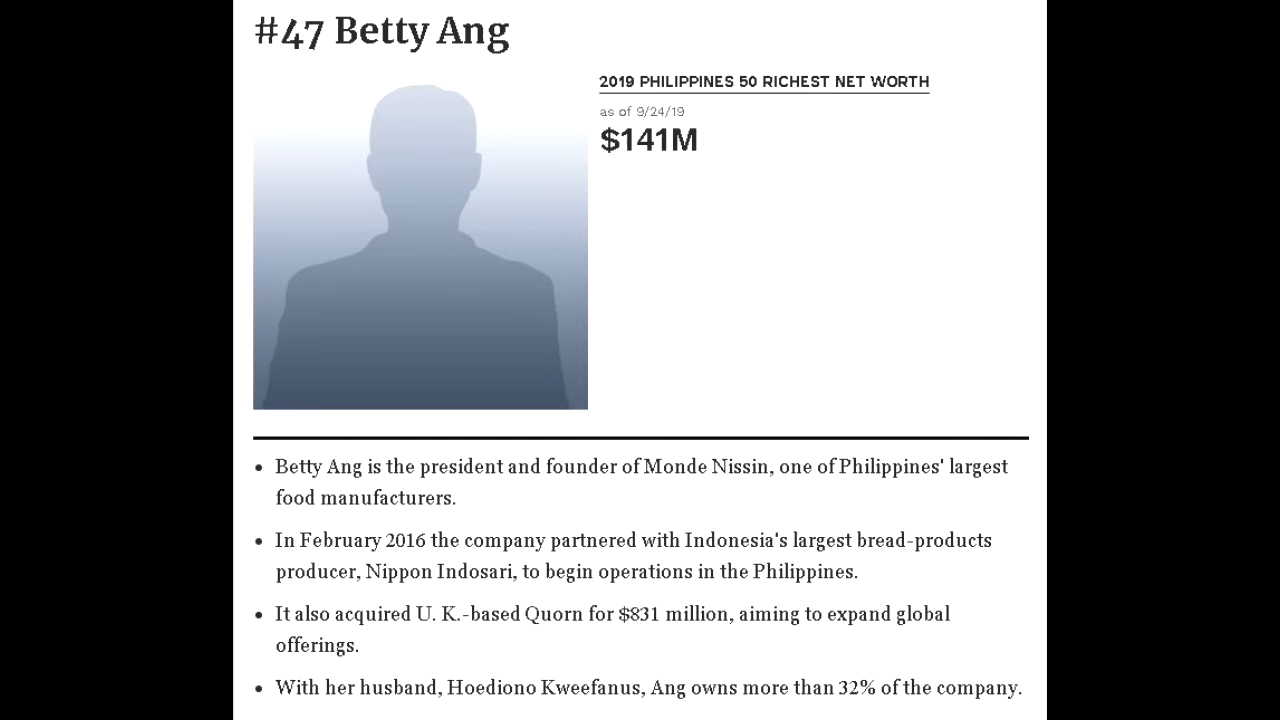 #47 Betty Ang
2019 PHILIPPINES 50 RICHEST NET WORTH
as of 9/24/19
$141M
• Betty Ang is the president and founder of Monde Nissin, one of Philippines' largest
food manufacturers.
• In February 2016 the company partnered with Indonesia's largest bread-products
producer, Nippon Indosari, to begin operations in the Philippines.
• It also acquired U. K.-based Quorn for $831 million, aiming to expand global
offerings.
• With her husband, Hoediono Kweefanus, Ang owns more than 32% of the company.